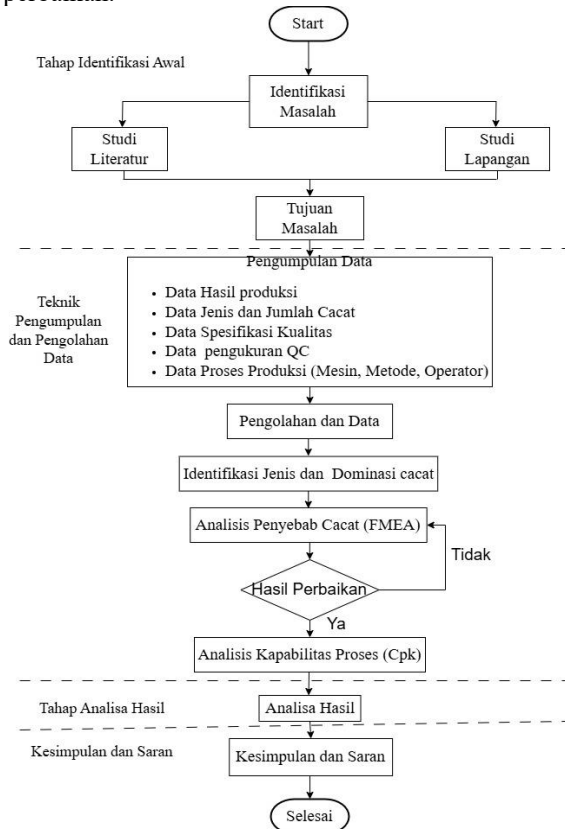 Start
Tahap Identifikasi Awal
Identifikasi
Masalah
Studi
Literatur
Studi
Lapangan
Tujuan
Masalah
Pengumpulan Data
Teknik
Pengumpulan
dan Pengolahan
Data
• Data Hasil produksi
• Data Jenis dan Jumlah Cacat
• Data Spesifikasi Kualitas
• Data pengukuran QC
• Data Proses Produksi (Mesin, Metode, Operator)
Pengolahan dan Data
Identifikasi Jenis dan Dominasi cacat
Analisis Penyebab Cacat (FMEA)
Tidak
Hasil Perbaikan
Ya
Analisis Kapabilitas Proses (Cpk)
Tahap Analisa Hasil
Analisa Hasil
Kesimpulan dan Saran
Kesimpulan dan Saran
Selesai